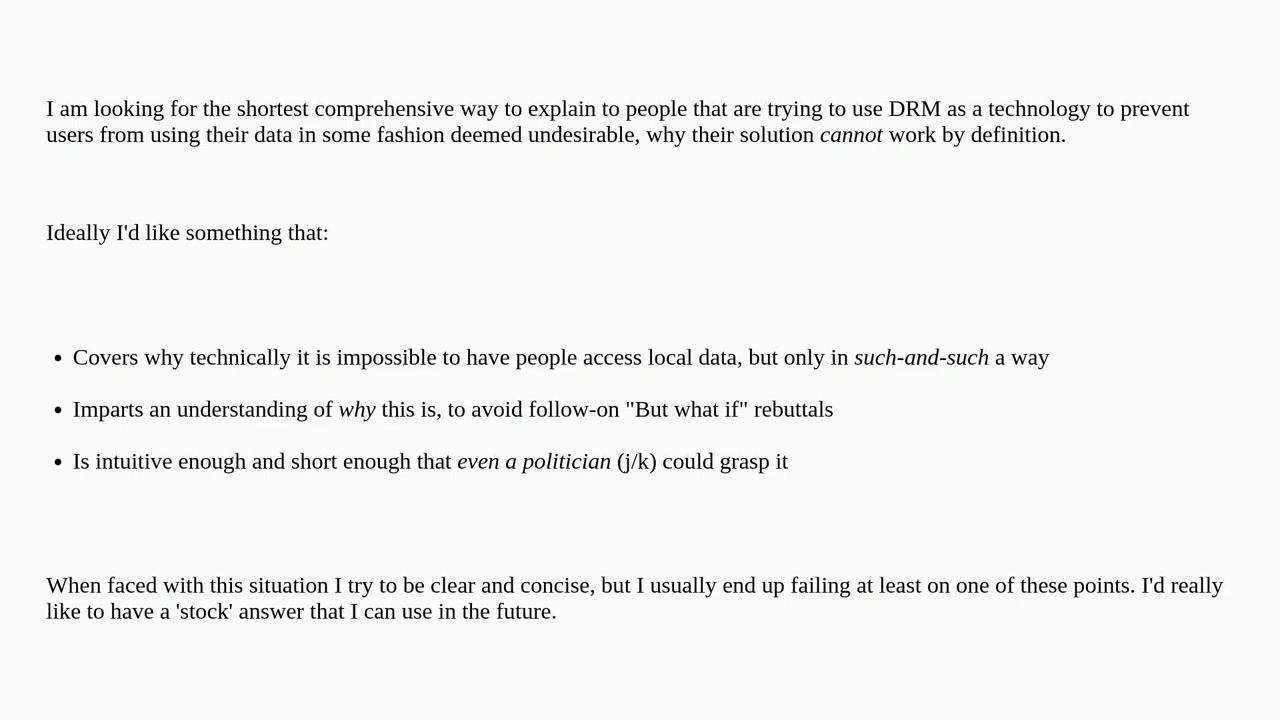 I am looking for the shortest comprehensive way to explain to people that are trying to use DRM as a technology to prevent
users from using their data in some fashion deemed undesirable, why their solution cannot work by definition.
Ideally I'd like something that:
• Covers why technically it is impossible to have people access local data, but only in such-and-such a way
• Imparts an understanding of why this is, to avoid follow-on "But what if" rebuttals
• Is intuitive enough and short enough that even a politician (j/k) could grasp it
When faced with this situation I try to be clear and concise, but I usually end up failing at least on one of these points. I'd really
like to have a 'stock' answer that I can use in the future.